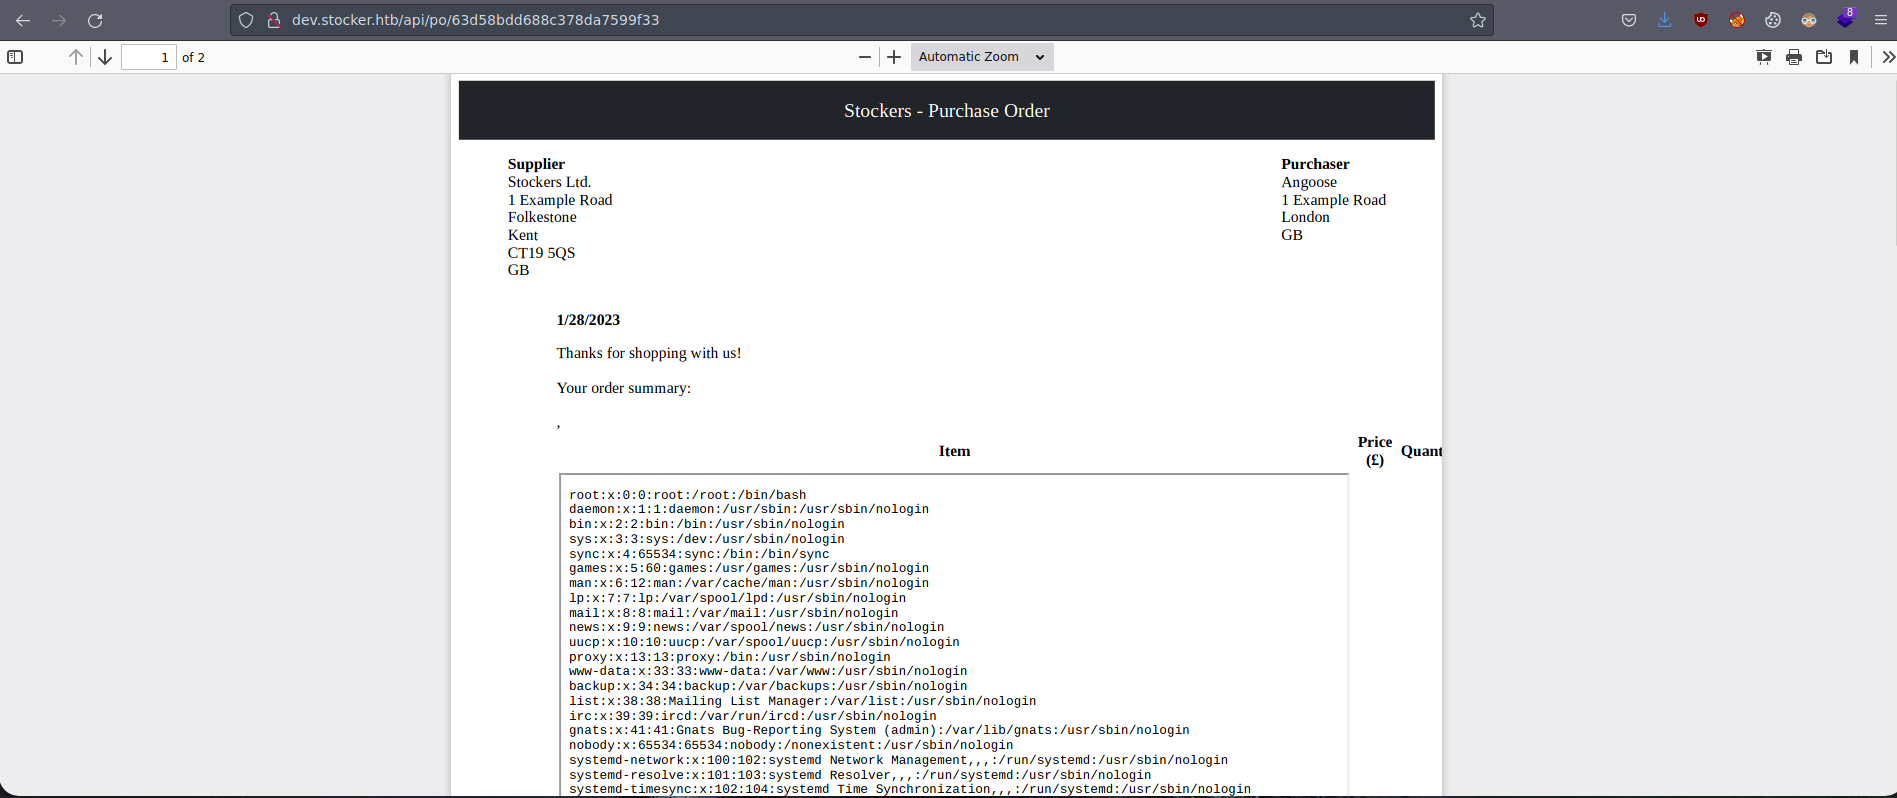 dev.stocker.htb/api/po/63d58bdd688c378da7599f33
8
1 of 2
Automatic Zoom
Stockers - Purchase Order
Supplier
Stockers Ltd.
1 Example Road
Folkestone
Kent
CT19 5QS
GB
Purchaser
Angoose
1 Example Road
London
GB
1/28/2023
Thanks for shopping with us!
Your order summary:
,
Item Price (£) Quant
root:x:0:0:root:/root:/bin/bash
daemon:x:1:1:daemon:/usr/sbin:/usr/sbin/nologin
bin:x:2:2:bin:/bin:/usr/sbin/nologin
sys:x:3:3:sys:/dev:/usr/sbin/nologin
sync:x:4:65534:sync:/bin:/bin/sync
games:x:5:60:games:/usr/games:/usr/sbin/nologin
man:x:6:12:man:/var/cache/man:/usr/sbin/nologin
lp:x:7:7:lp:/var/spool/lpd:/usr/sbin/nologin
mail:x:8:8:mail:/var/mail:/usr/sbin/nologin
news:x:9:9:news:/var/spool/news:/usr/sbin/nologin
uucp:x:10:10:uucp:/var/spool/uucp:/usr/sbin/nologin
proxy:x:13:13:proxy:/bin:/usr/sbin/nologin
www-data:x:33:33:www-data:/var/www:/usr/sbin/nologin
backup:x:34:34:backup:/var/backups:/usr/sbin/nologin
list:x:38:38:Mailing List Manager:/var/list:/usr/sbin/nologin
irc:x:39:39:ircd:/var/run/ircd:/usr/sbin/nologin
gnats:x:41:41:Gnats Bug-Reporting System (admin):/var/lib/gnats:/usr/sbin/nologin
nobody:x:65534:65534:nobody:/nonexistent:/usr/sbin/nologin
systemd-network:x:100:102:systemd Network Management,,,:/run/systemd:/usr/sbin/nologin
systemd-resolve:x:101:103:systemd Resolver,,,:/run/systemd:/usr/sbin/nologin
systemd-timesync:x:102:104:systemd Time Synchronization,,,:/run/systemd:/usr/sbin/nologin